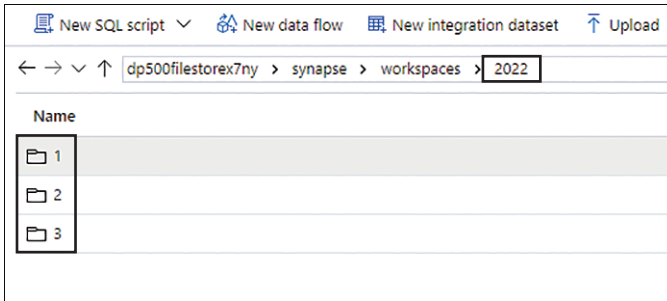 New SQL script New data flow New integration dataset Upload
dp500filestorex7ny > synapse > workspaces > 2022
Name
1
2
3